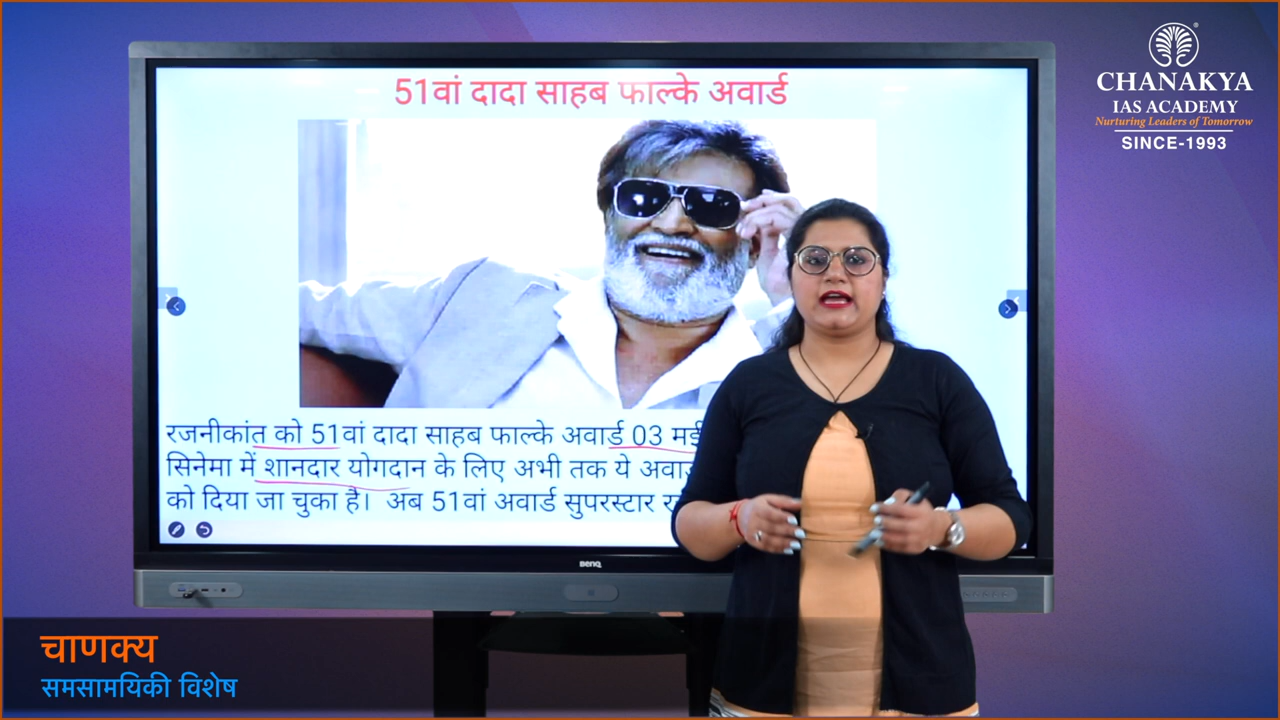 51वां दादा साहब फाल्के अवार्ड
रजनीकांत को 51वां दादा साहब फाल्के अवार्ड 03 मई
सिनेमा में शानदार योगदान के लिए अभी तक ये
को दिया जा चुका है। अब 51वां अवार्ड सुपरस्टार
BenQ
CHANAKYA
IAS ACADEMY
Nurturing Leaders of Tomorrow
SINCE-1993
चाणक्य
समसामयिकी विशेष